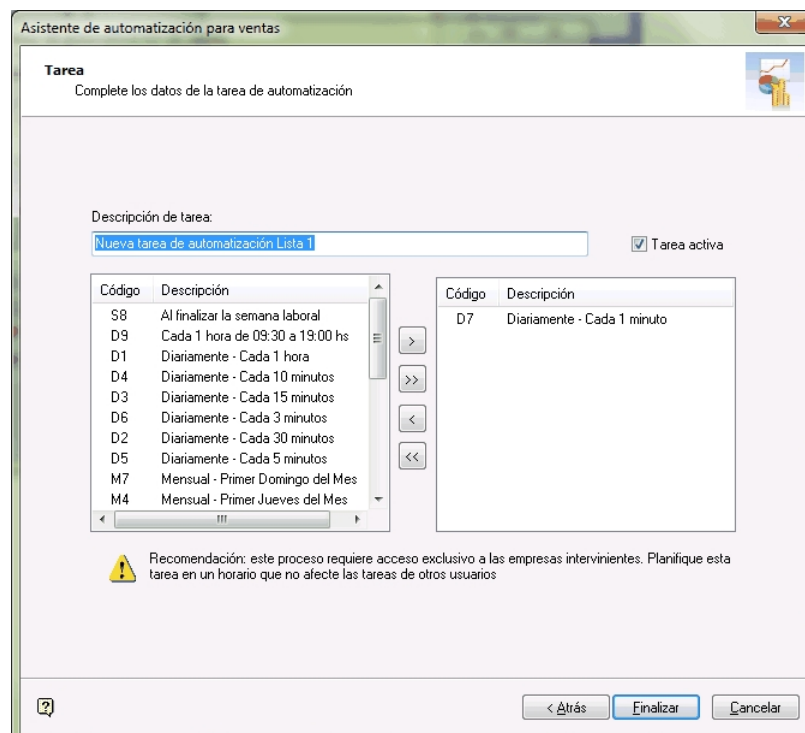 Asistente de automatización para ventas
Tarea
Complete los datos de la tarea de automatización
Descripción de tarea:
Nueva tarea de automatización Lista 1
Tarea activa
Código Descripción
S8 Al finalizar la semana laboral
D9 Cada 1 hora de 09:30 a 19:00 hs
D1 Diariamente - Cada 1 hora
D4 Diariamente - Cada 10 minutos
D3 Diariamente - Cada 15 minutos
D6 Diariamente - Cada 3 minutos
D2 Diariamente - Cada 30 minutos
D5 Diariamente - Cada 5 minutos
M7 Mensual - Primer Domingo del Mes
M4 Mensual - Primer Jueves del Mes
>
>>
<
<<
Código Descripción
D7 Diariamente - Cada 1 minuto
Recomendación: este proceso requiere acceso exclusivo a las empresas intervinientes. Planifique esta
tarea en un horario que no afecte las tareas de otros usuarios
< Atrás
Finalizar
Cancelar